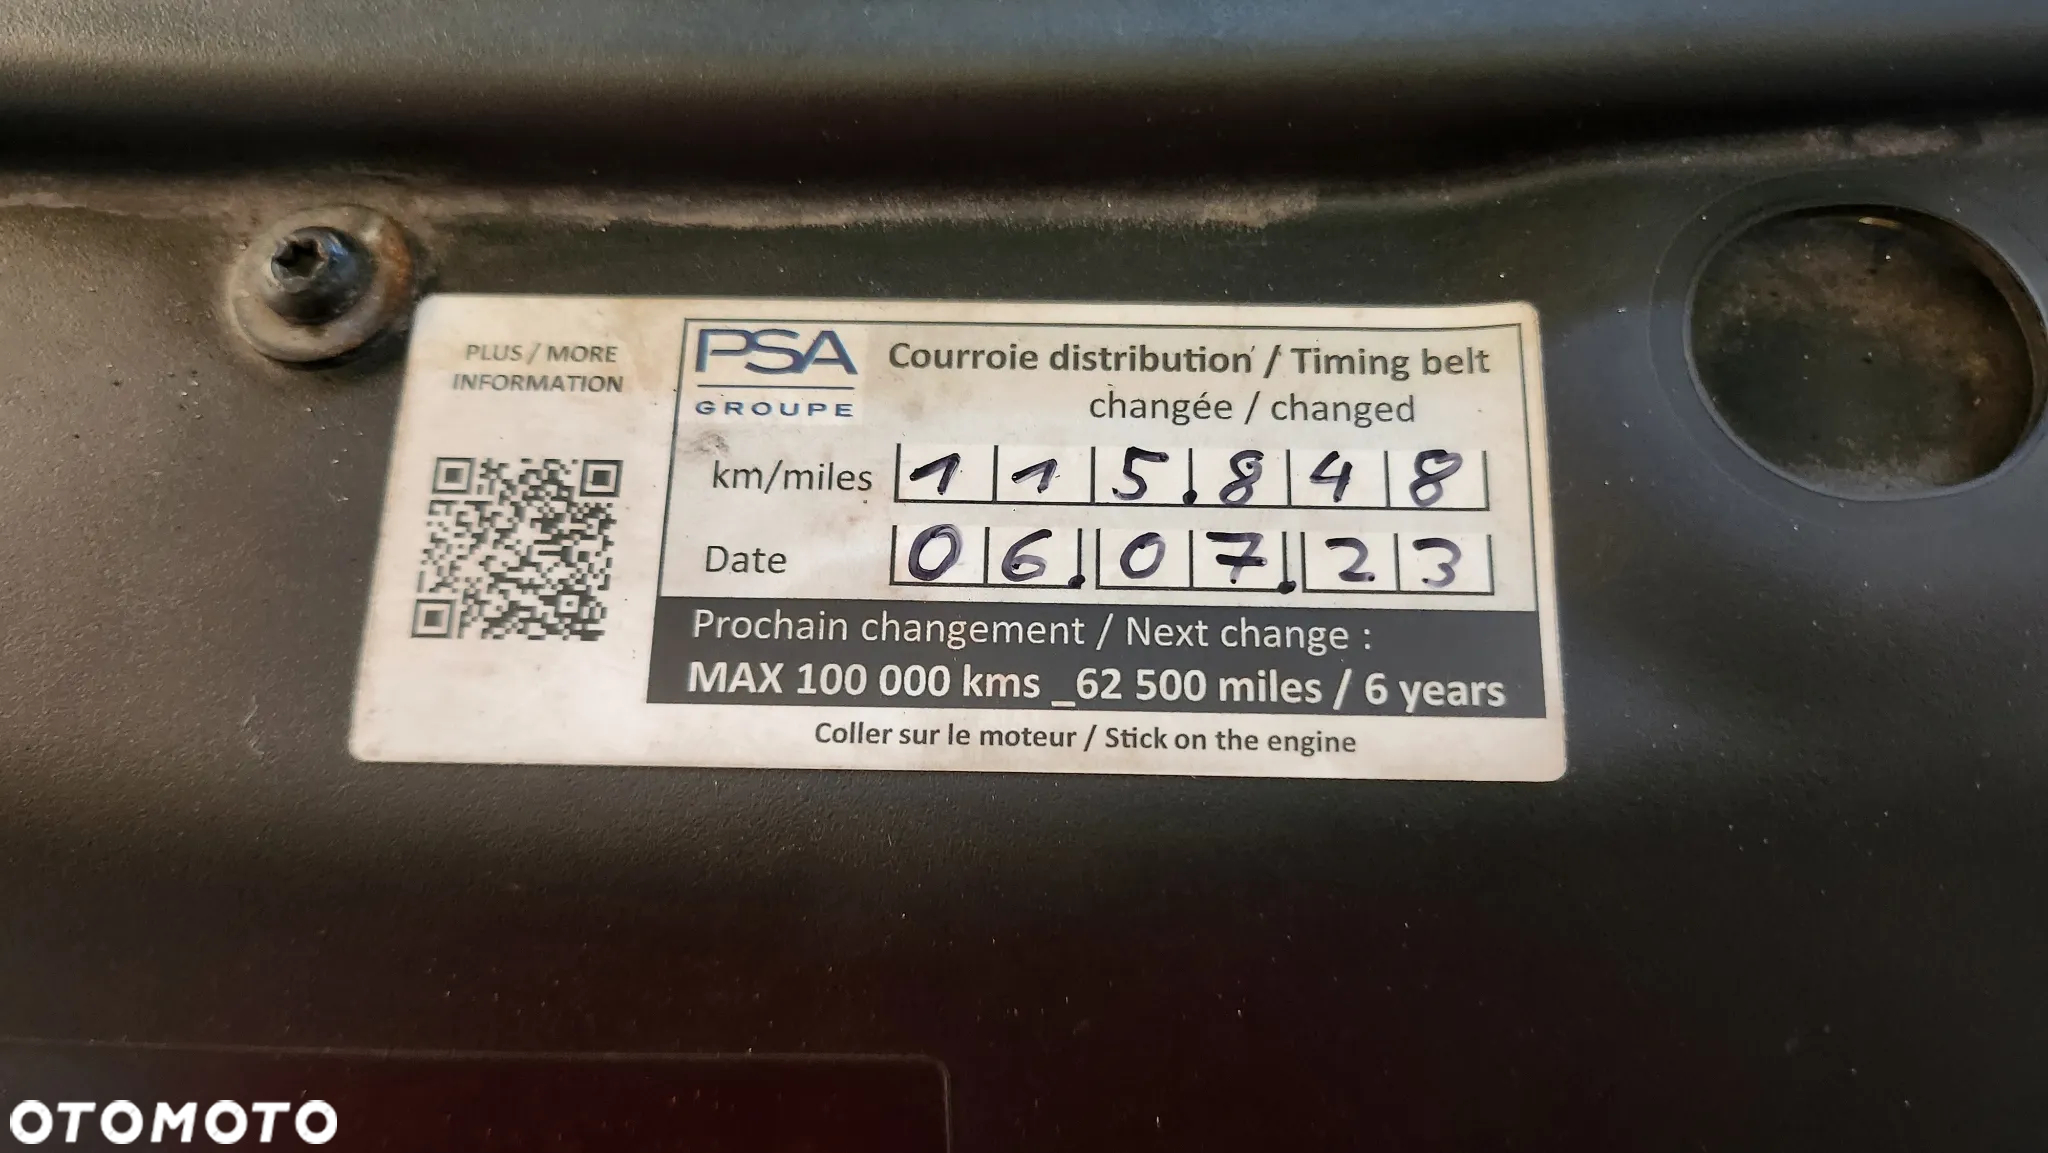 PLUS / MORE
INFORMATION
PSA
GROUPE
Courroie distribution / Timing belt
changée / changed
km/miles 115.848
Date 06.07.23
Prochain changement / Next change :
MAX 100 000 kms _62 500 miles / 6 years
Coller sur le moteur / Stick on the engine
OTOMOTO